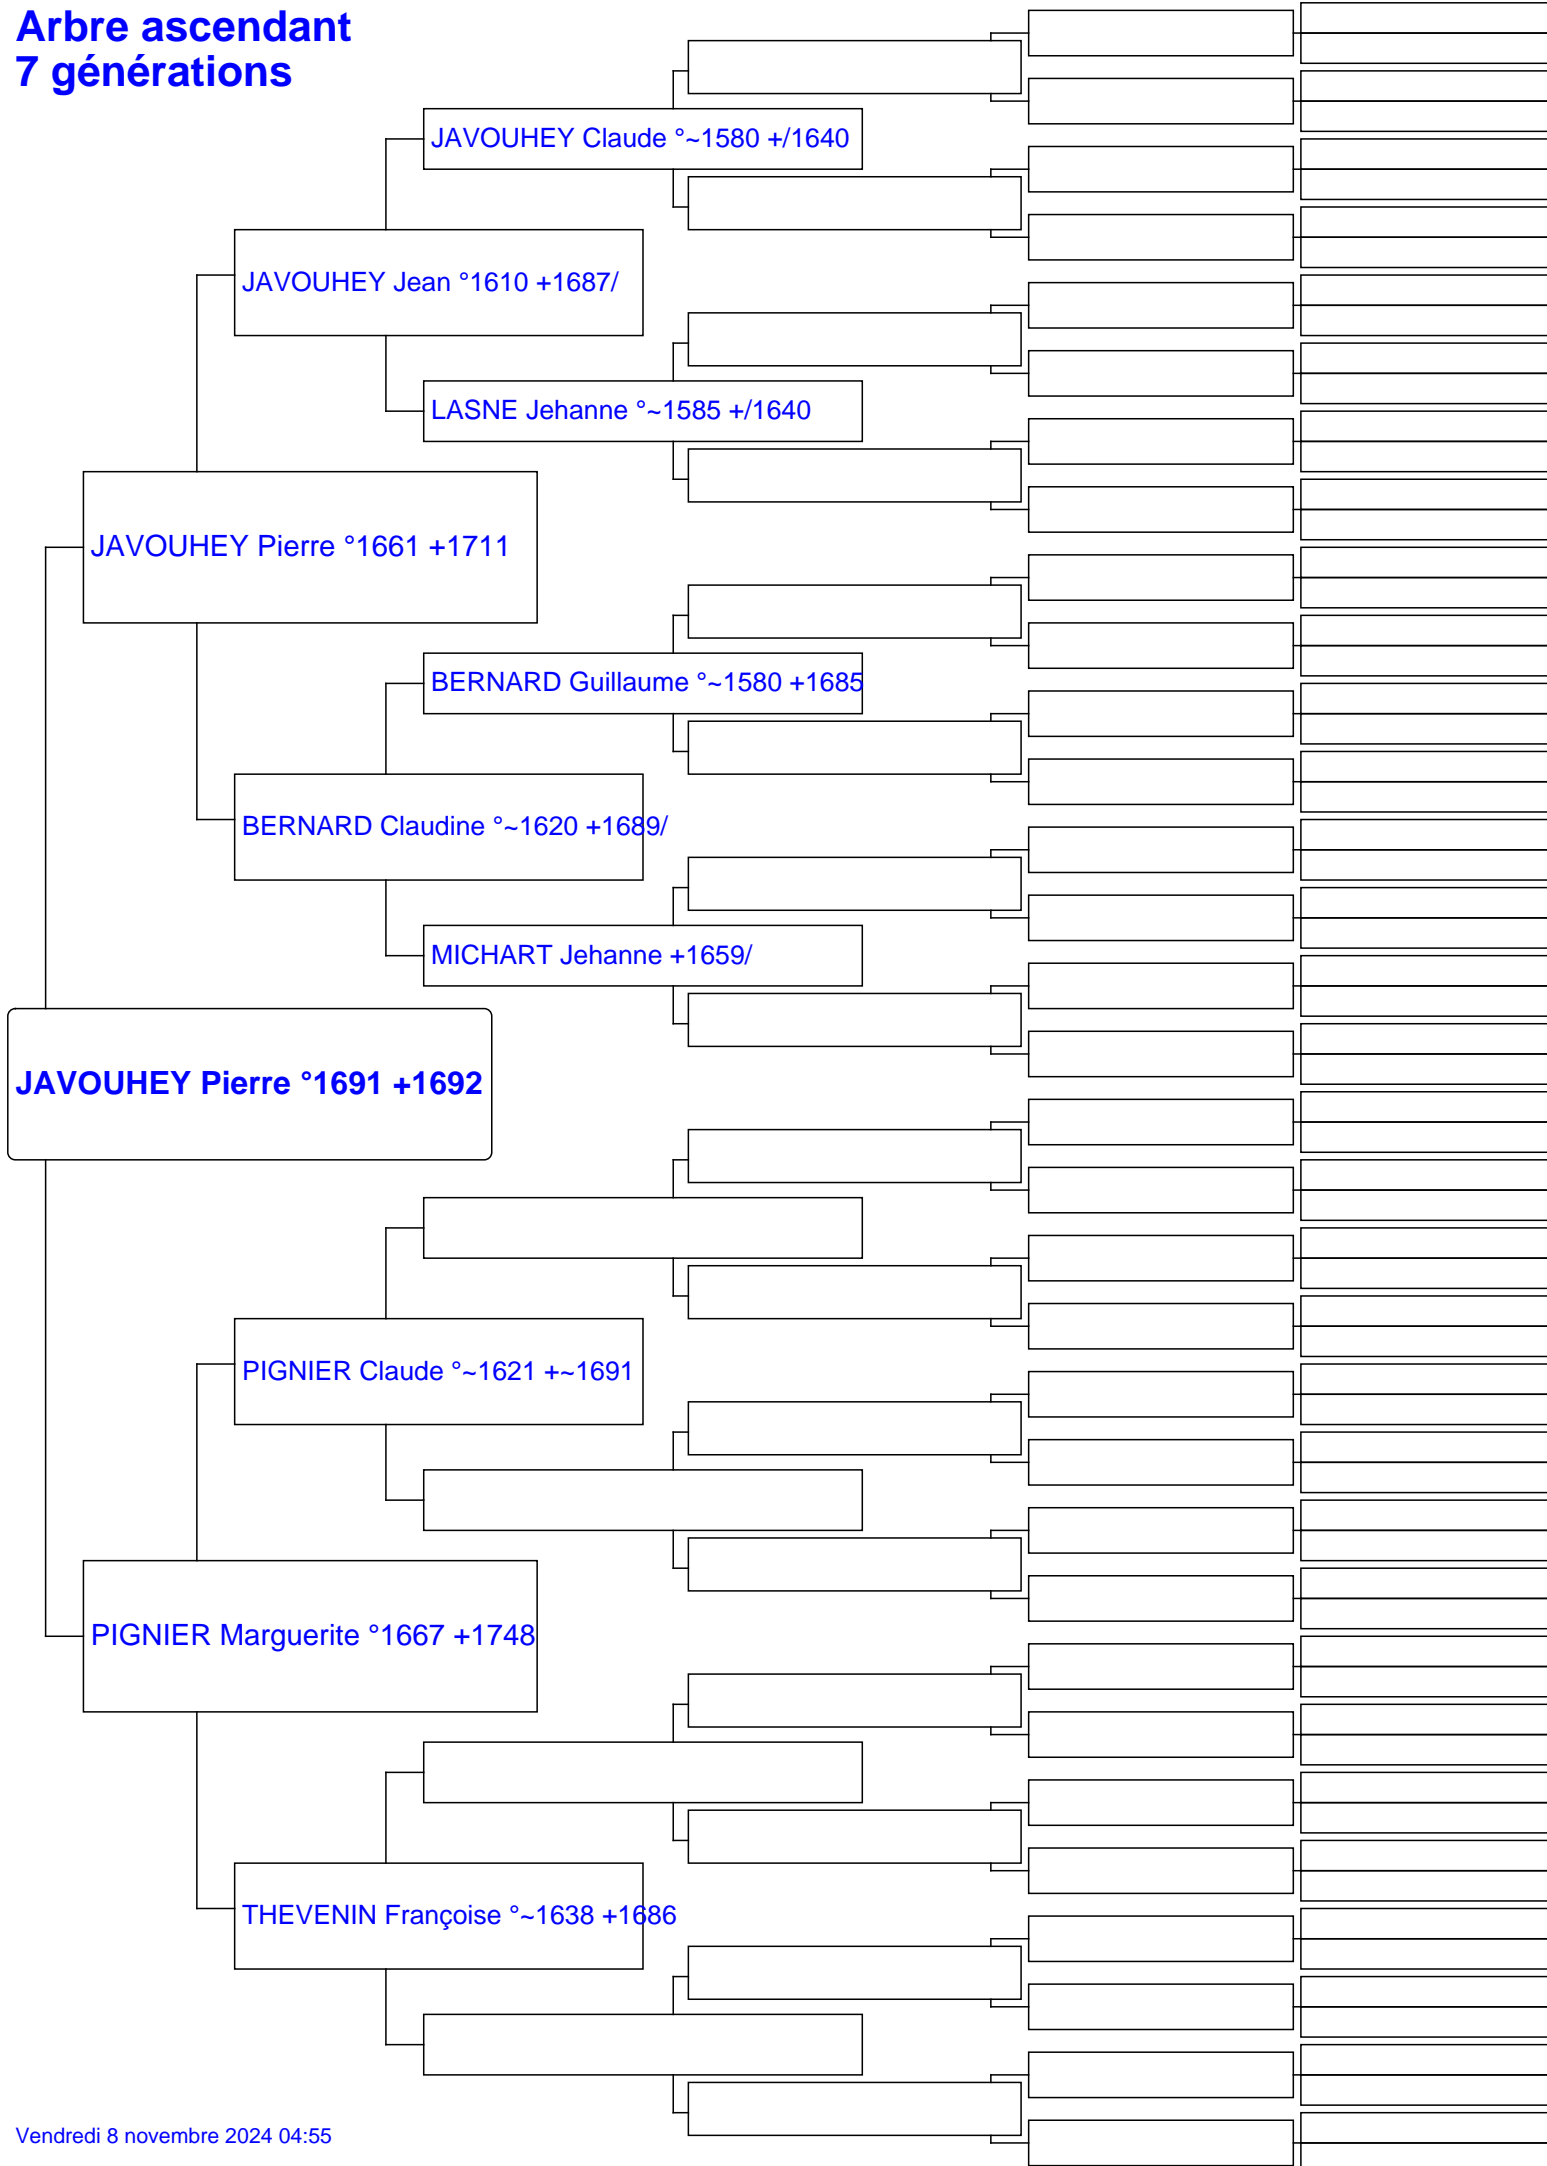 Arbre ascendant
7 générations
JAVOUHEY Claude °~1580 +/1640
JAVOUHEY Jean °1610 +1687/
LASNE Jehanne °~1585 +/1640
JAVOUHEY Pierre °1661 +1711
BERNARD Guillaume °~1580 +1685
BERNARD Claudine °~1620 +1689/
MICHART Jehanne +1659/
JAVOUHEY Pierre °1691 +1692
PIGNIER Claude °~1621 +~1691
PIGNIER Marguerite °1667 +1748
THEVENIN Françoise °~1638 +1686
Vendredi 8 novembre 2024 04:55